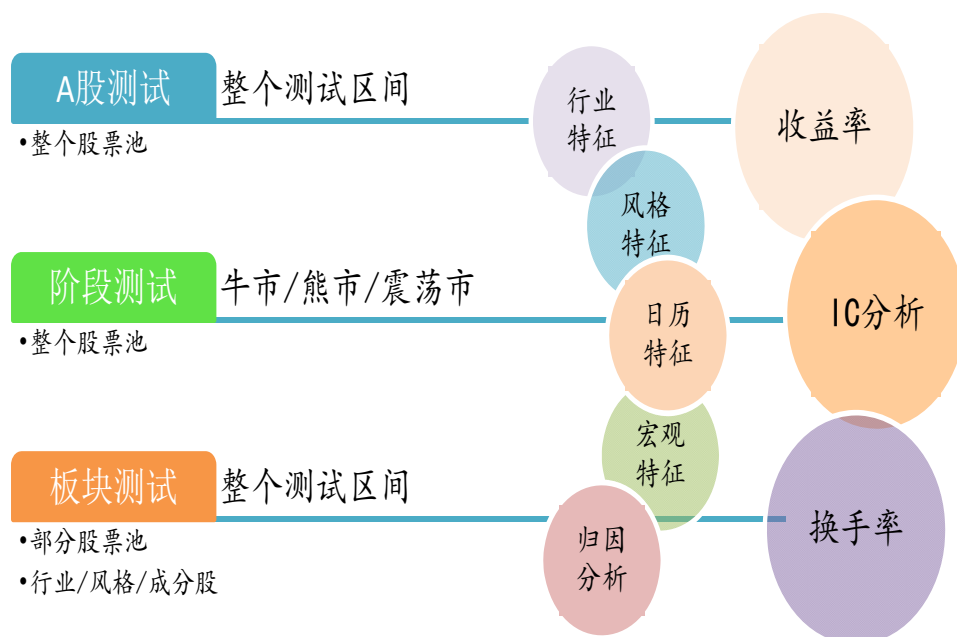 A股测试
整个测试区间
•整个股票池
阶段测试
牛市/熊市/震荡市
•整个股票池
板块测试
整个测试区间
•部分股票池
•行业/风格/成分股
行业
特征
风格
特征
日历
特征
宏观
特征
归因
分析
收益率
IC分析
换手率